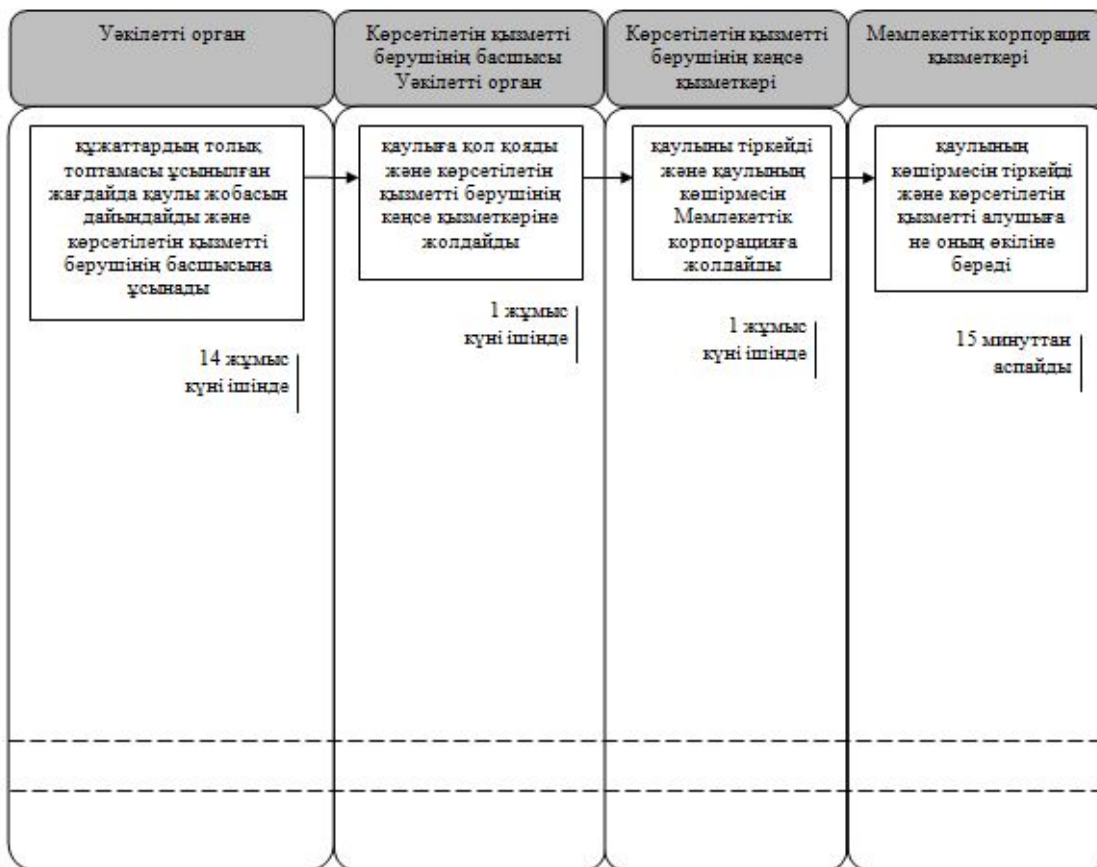 Уәкілетті орган
Көрсетілетін қызметті
берушінің басшысы
Уәкілетті орган
Көрсетілетін қызметті
берушінің кеңсе
қызметкері
Мемлекеттік корпорация
қызметкері
құжаттардың толық
топтамасы ұсынылған
жағдайда қаулы жобасын
дайындайды және
көрсетілетін қызметті
берушінің басшысына
ұсынады
14 жұмыс
күні ішінде
қаулыға қол қояды
және көрсетілетін
қызметті берушінің
кеңсе қызметкеріне
жолдайды
1 жұмыс
күні ішінде
қаулыны тіркейді
және қаулының
көшірмесін
Мемлекеттік
корпорацияға
жолдайды
1 жұмыс
күні ішінде
қаулының
көшірмесін тіркейді
және көрсетілетін
қызметті алушыға
не оның өкіліне
береді
15 минуттан
аспайды